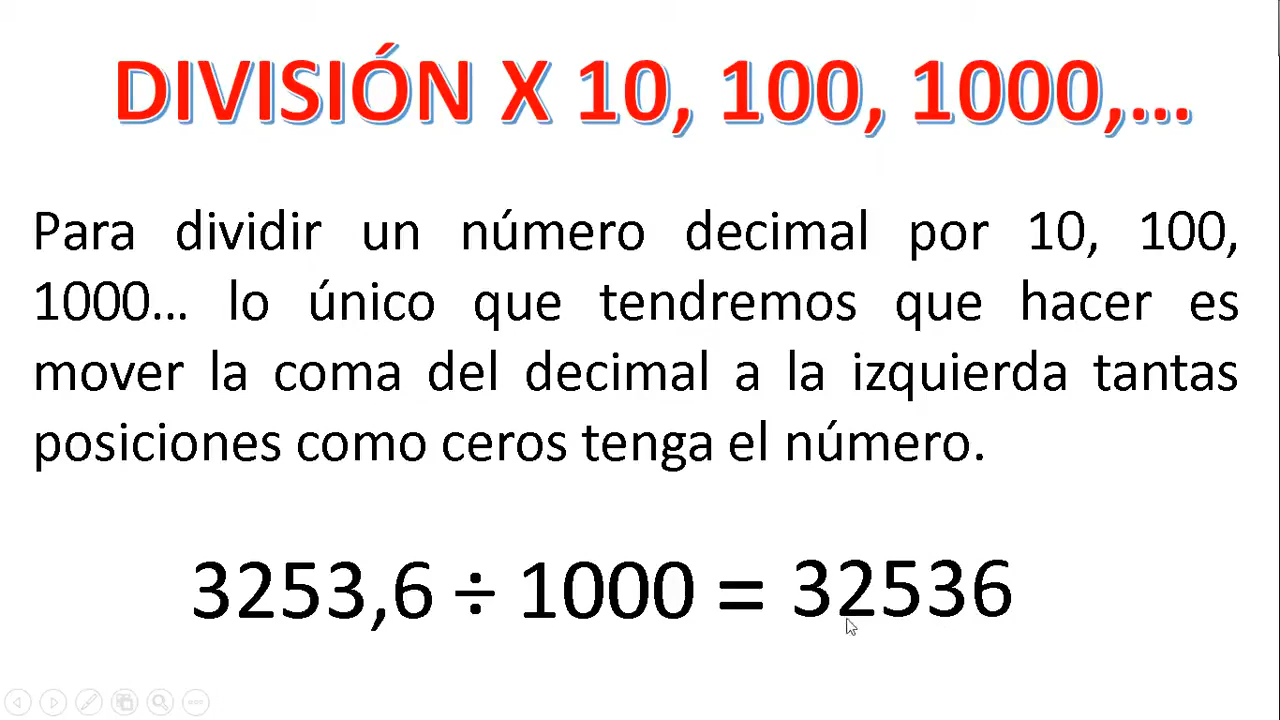 DIVISIÓN X 10, 100, 1000,...
Para dividir un número decimal por 10, 100,
1000... lo único que tendremos que hacer es
mover la coma del decimal a la izquierda tantas
posiciones como ceros tenga el número.
3253,6 ÷ 1000 = 32536